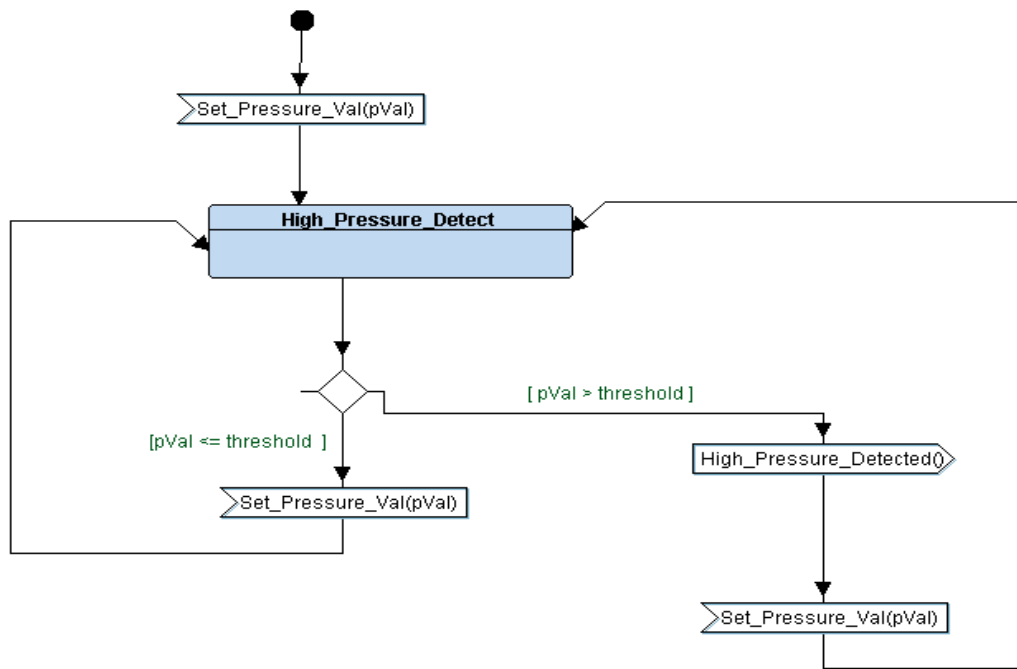 Set_Pressure_Val(pVal)
High_Pressure_Detect
[ pVal > threshold ]
[pVal <= threshold  ]
High_Pressure_Detected()
Set_Pressure_Val(pVal)
Set_Pressure_Val(pVal)